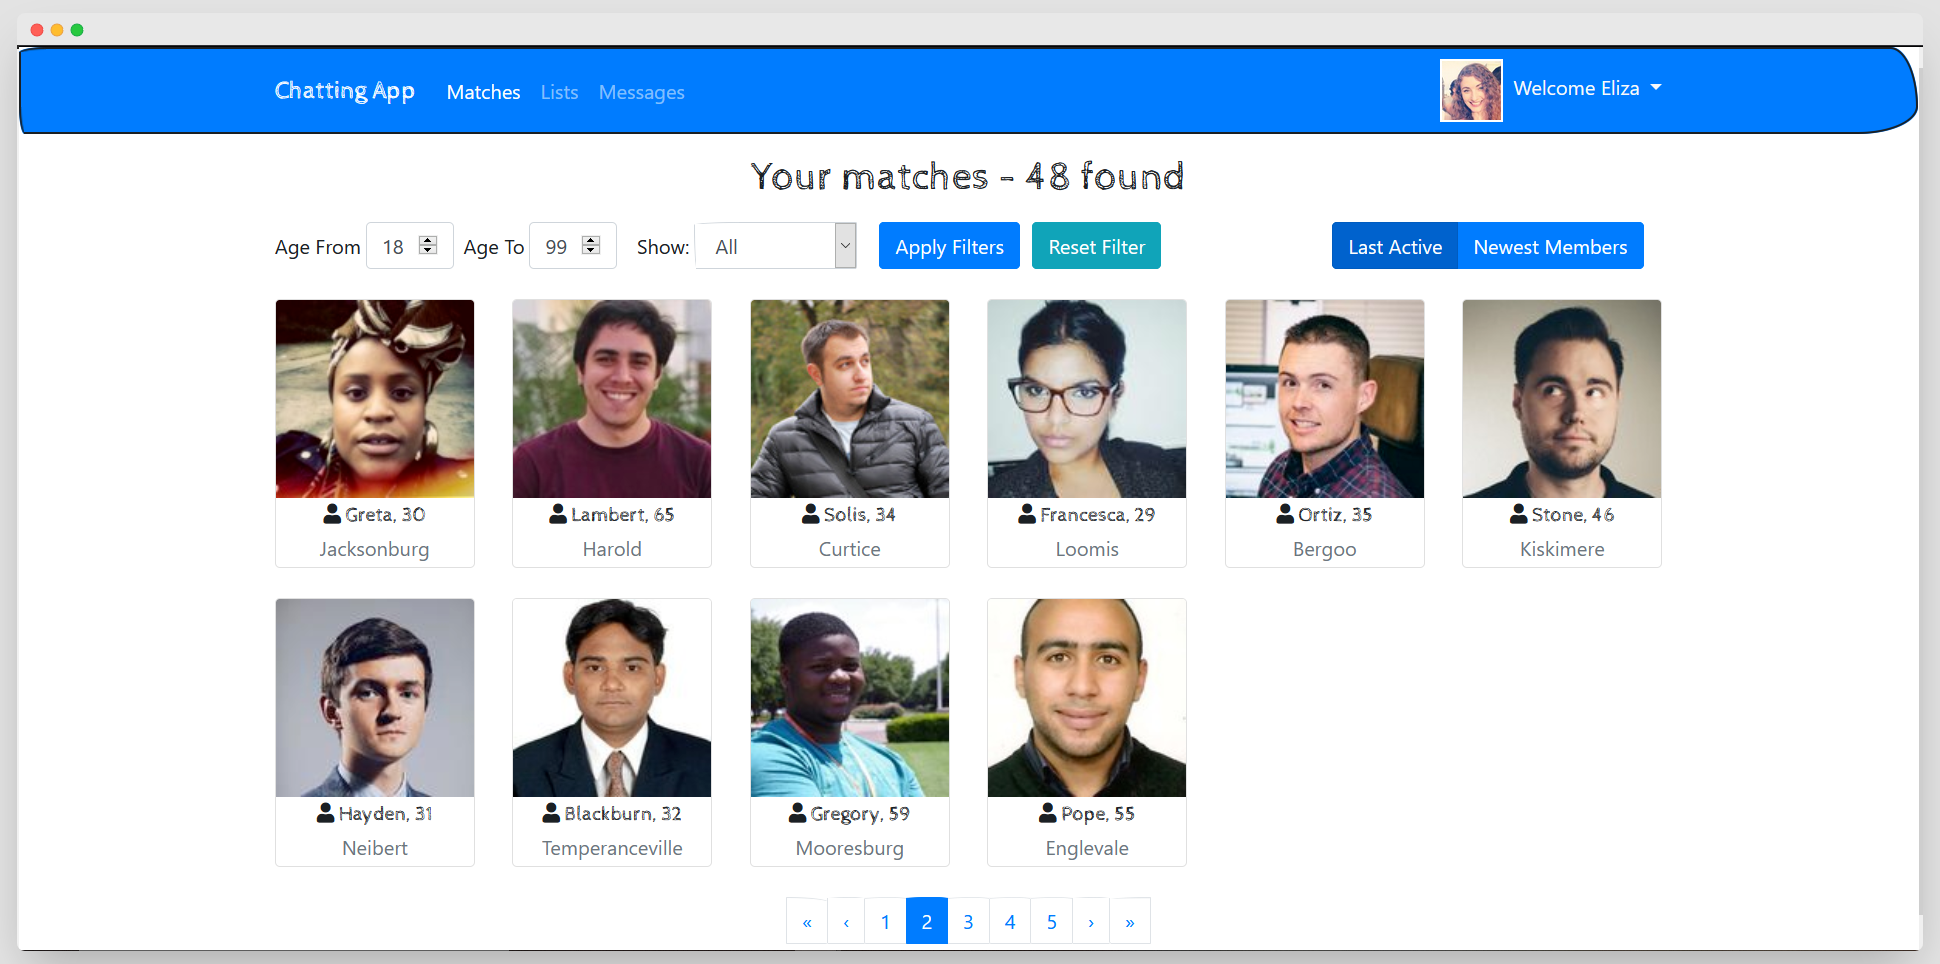 Chatting App Matches Lists Messages Welcome Eliza
Your matches - 48 found
Age From 18 Age To 99 Show: All Apply Filters Reset Filter Last Active Newest Members
Greta, 30 Lambert, 65 Solis, 34 Francesca, 29 Ortiz, 35 Stone, 46
Jacksonburg Harold Curtice Loomis Bergoo Kiskimere
Hayden, 31 Blackburn, 32 Gregory, 59 Pope, 55
Neibert Temperanceville Mooresburg Englevale
« ‹ 1 2 3 4 5 › »